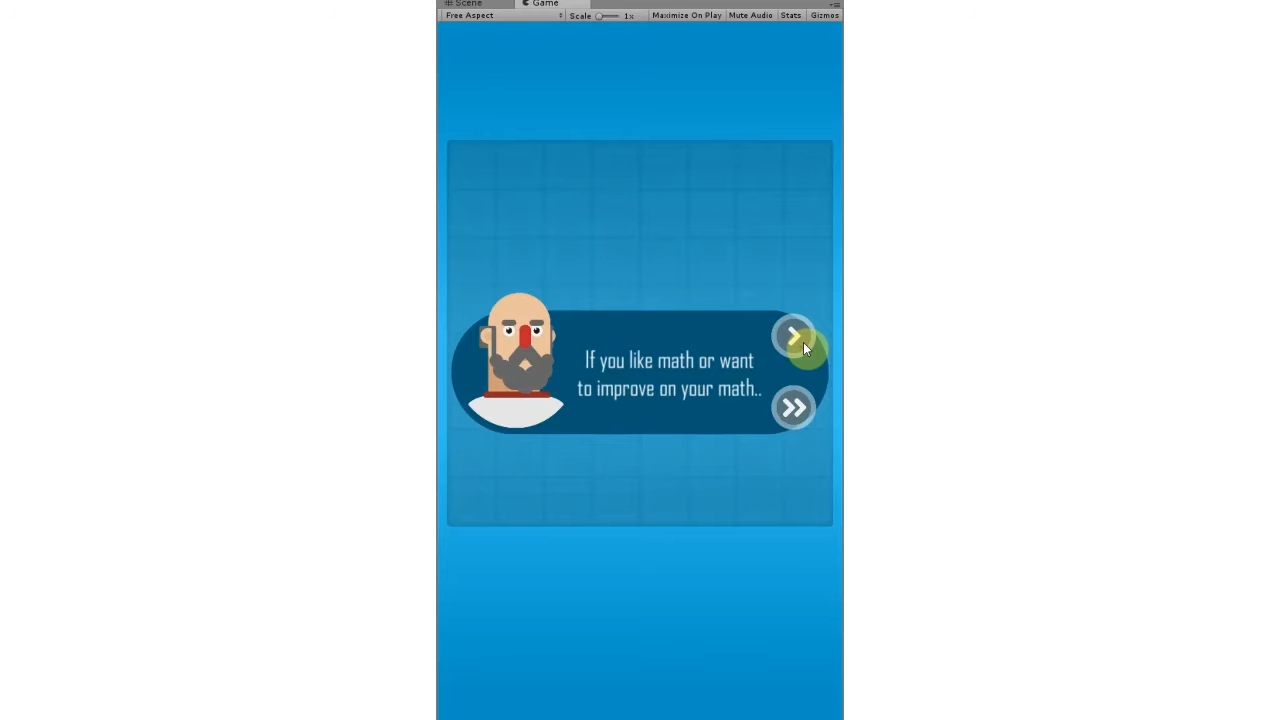 Scene Game
Free Aspect Scale 1x Maximize On Play Mute Audio Stats Gizmos
If you like math or want
to improve on your math..